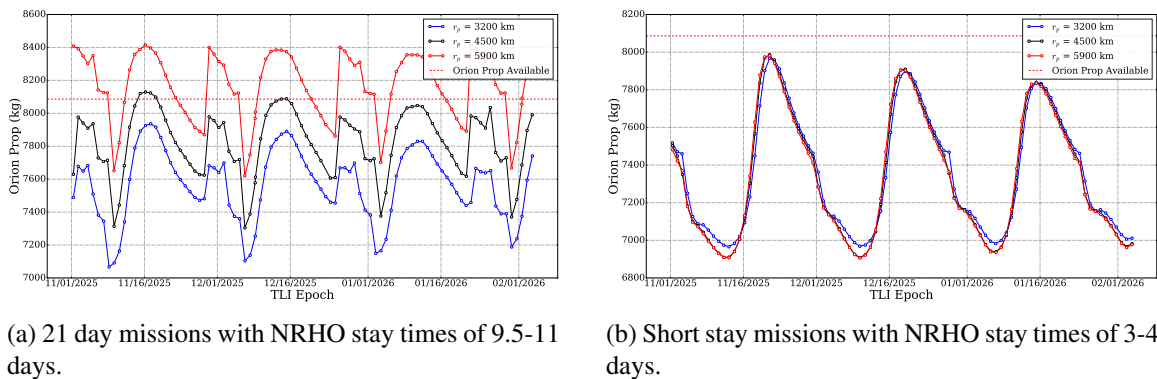 8600
8400
8200
8000
7800
7600
7400
7200
7000
Orion Prop (kg)
11/01/2025
11/16/2025
12/01/2025
12/16/2025
01/01/2026
01/16/2026
02/01/2026
TLI Epoch
r_p = 3200 km
r_p = 4500 km
r_p = 5900 km
Orion Prop Available
(a) 21 day missions with NRHO stay times of 9.5-11
days.
8200
8000
7800
7600
7400
7200
7000
6800
Orion Prop (kg)
11/01/2025
11/16/2025
12/01/2025
12/16/2025
01/01/2026
01/16/2026
02/01/2026
TLI Epoch
r_p = 3200 km
r_p = 4500 km
r_p = 5900 km
Orion Prop Available
(b) Short stay missions with NRHO stay times of 3-4
days.